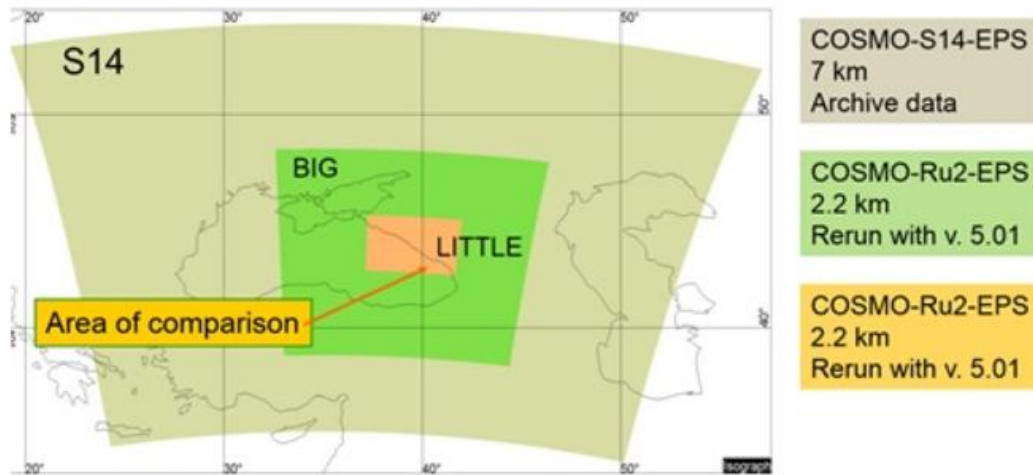 20°
30°
40°
50°
S14
BIG
LITTLE
Area of comparison
50°
40°
20°
30°
40°
50°
COSMO-S14-EPS
7 km
Archive data
COSMO-Ru2-EPS
2.2 km
Rerun with v. 5.01
COSMO-Ru2-EPS
2.2 km
Rerun with v. 5.01